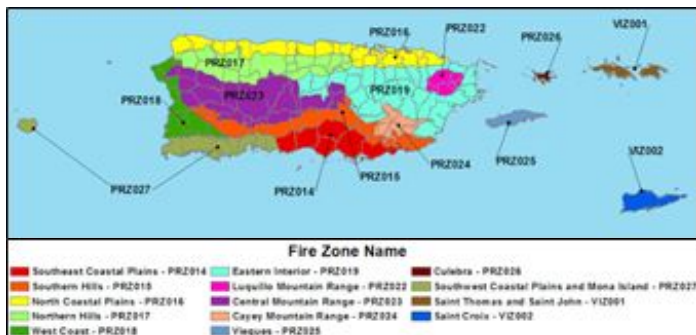 VIZ001
PRZ016
PRZ022
PRZ026
PRZ017
PRZ023
PRZ019
PRZ018
PRZ025
PRZ024
VIZ002
PRZ027
PRZ014
PRZ015
Fire Zone Name
Southeast Coastal Plains - PRZ014
Eastern Interior - PRZ019
Culebra - PRZ026
Southern Hills - PRZ015
Luquillo Mountain Range - PRZ022
Southwest Coastal Plains and Mona Island - PRZ027
North Coastal Plains - PRZ016
Central Mountain Range - PRZ023
Saint Thomas and Saint John - VIZ001
Northern Hills - PRZ017
Cayey Mountain Range - PRZ024
Saint Croix - VIZ002
West Coast - PRZ018
Vieques - PRZ025